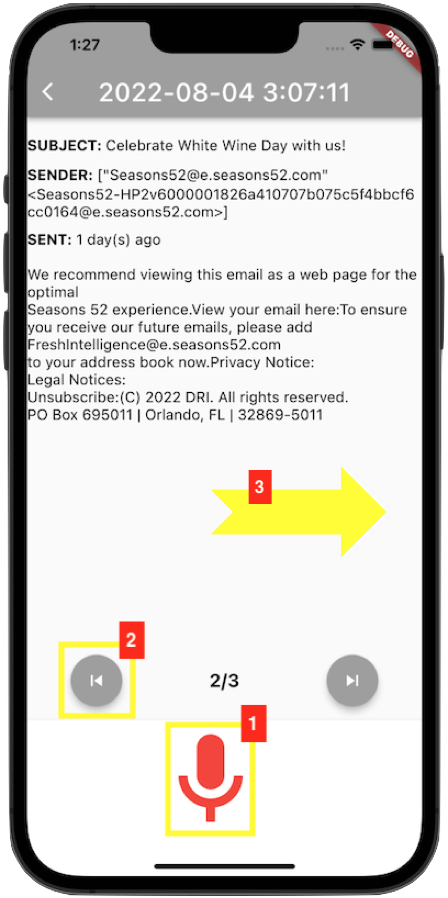 1:27
DEBUG
2022-08-04 3:07:11
SUBJECT: Celebrate White Wine Day with us!
SENDER: ["Seasons52@e.seasons52.com"
<Seasons52-HP2v6000001826a410707b075c5f4bbcf6
cc0164@e.seasons52.com>]
SENT: 1 day(s) ago
We recommend viewing this email as a web page for the
optimal
Seasons 52 experience.View your email here:To ensure
you receive our future emails, please add
FreshIntelligence@e.seasons52.com
to your address book now.Privacy Notice:
Legal Notices:
Unsubscribe:(C) 2022 DRI. All rights reserved.
PO Box 695011 | Orlando, FL | 32869-5011
3
2
2/3
1